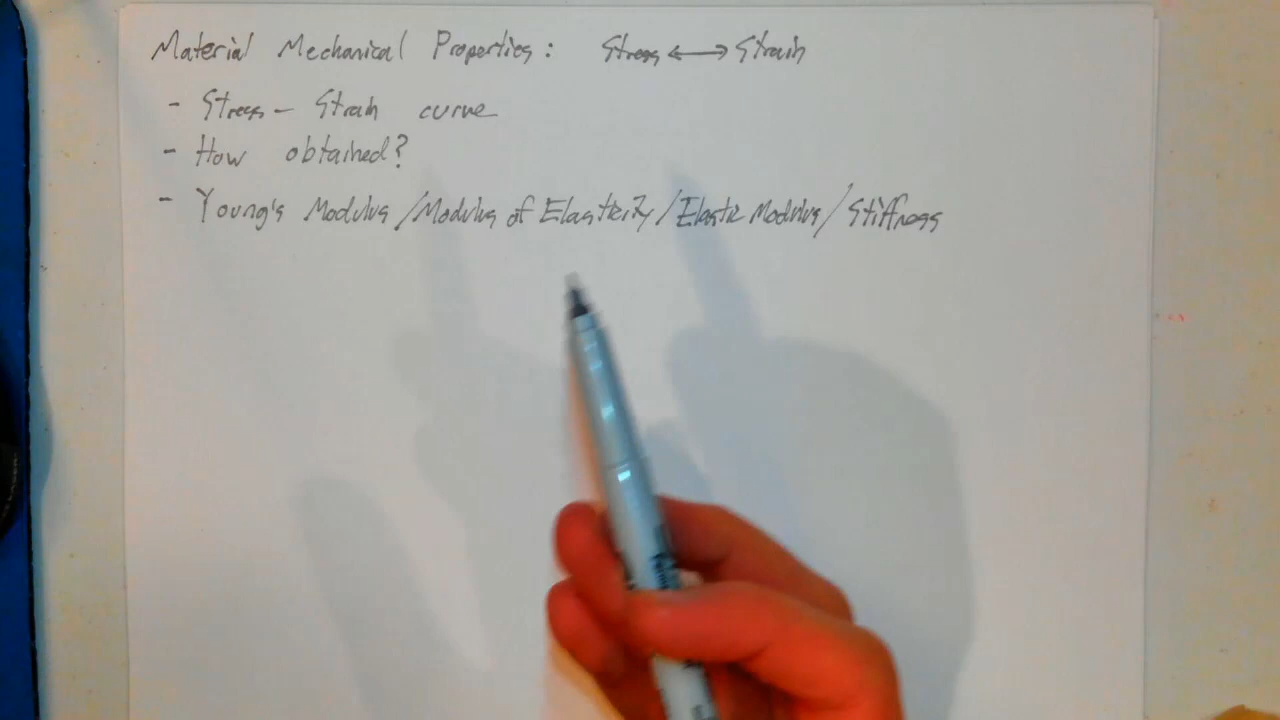 Material Mechanical Properties: Stress ⟷ Strain
- Stress - Strain curve
- How obtained?
- Young's Modulus / Modulus of Elasticity / Elastic Modulus / Stiffness